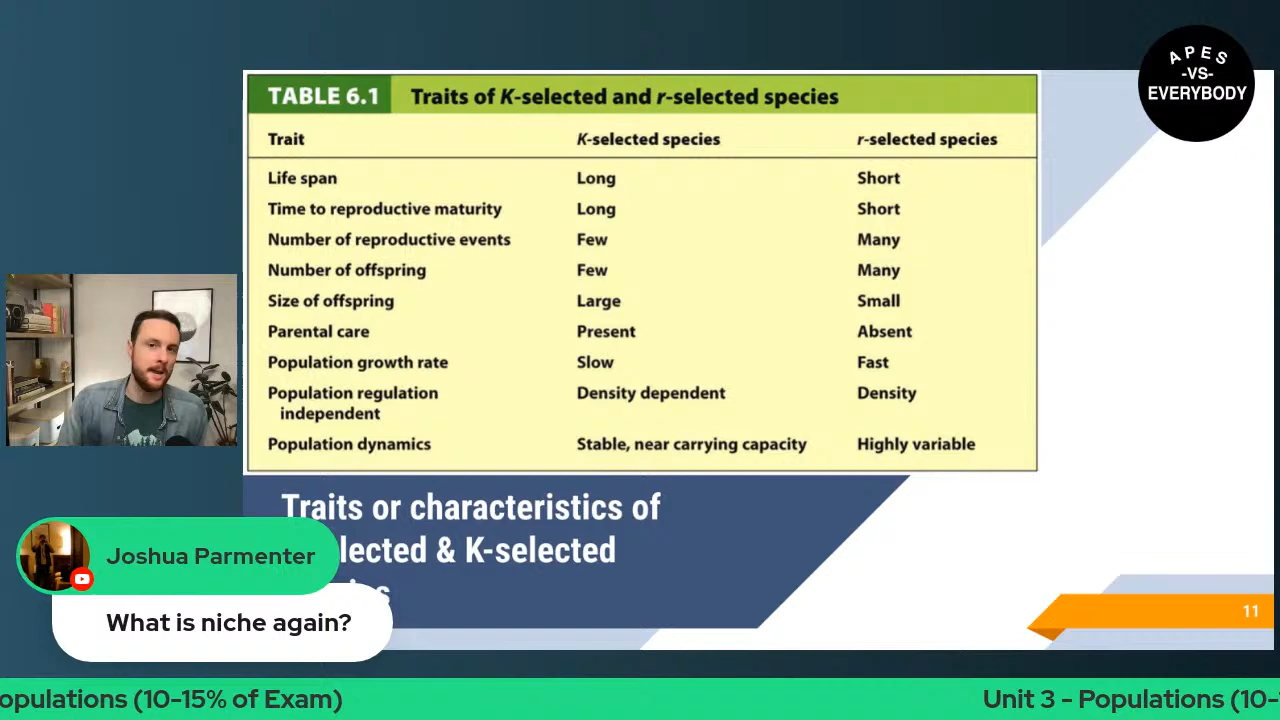 APES
-VS-
EVERYBODY
TABLE 6.1 Traits of K-selected and r-selected species
Trait K-selected species r-selected species
Life span Long Short
Time to reproductive maturity Long Short
Number of reproductive events Few Many
Number of offspring Few Many
Size of offspring Large Small
Parental care Present Absent
Population growth rate Slow Fast
Population regulation Density dependent Density
independent
Population dynamics Stable, near carrying capacity Highly variable
Traits or characteristics of
lected & K-selected
Joshua Parmenter
What is niche again?
11
opulations (10-15% of Exam) Unit 3 - Populations (10-